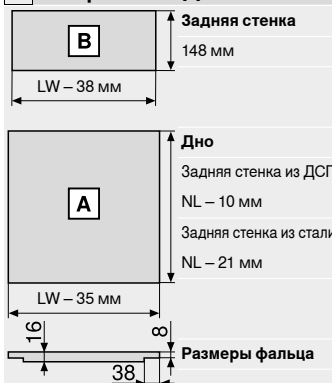 Задняя стенка
B
148 мм
LW – 38 мм
Дно
Задняя стенка из ДСП
A
NL – 10 мм
Задняя стенка из стали
NL – 21 мм
LW – 35 мм
16
8
Размеры фальца
38